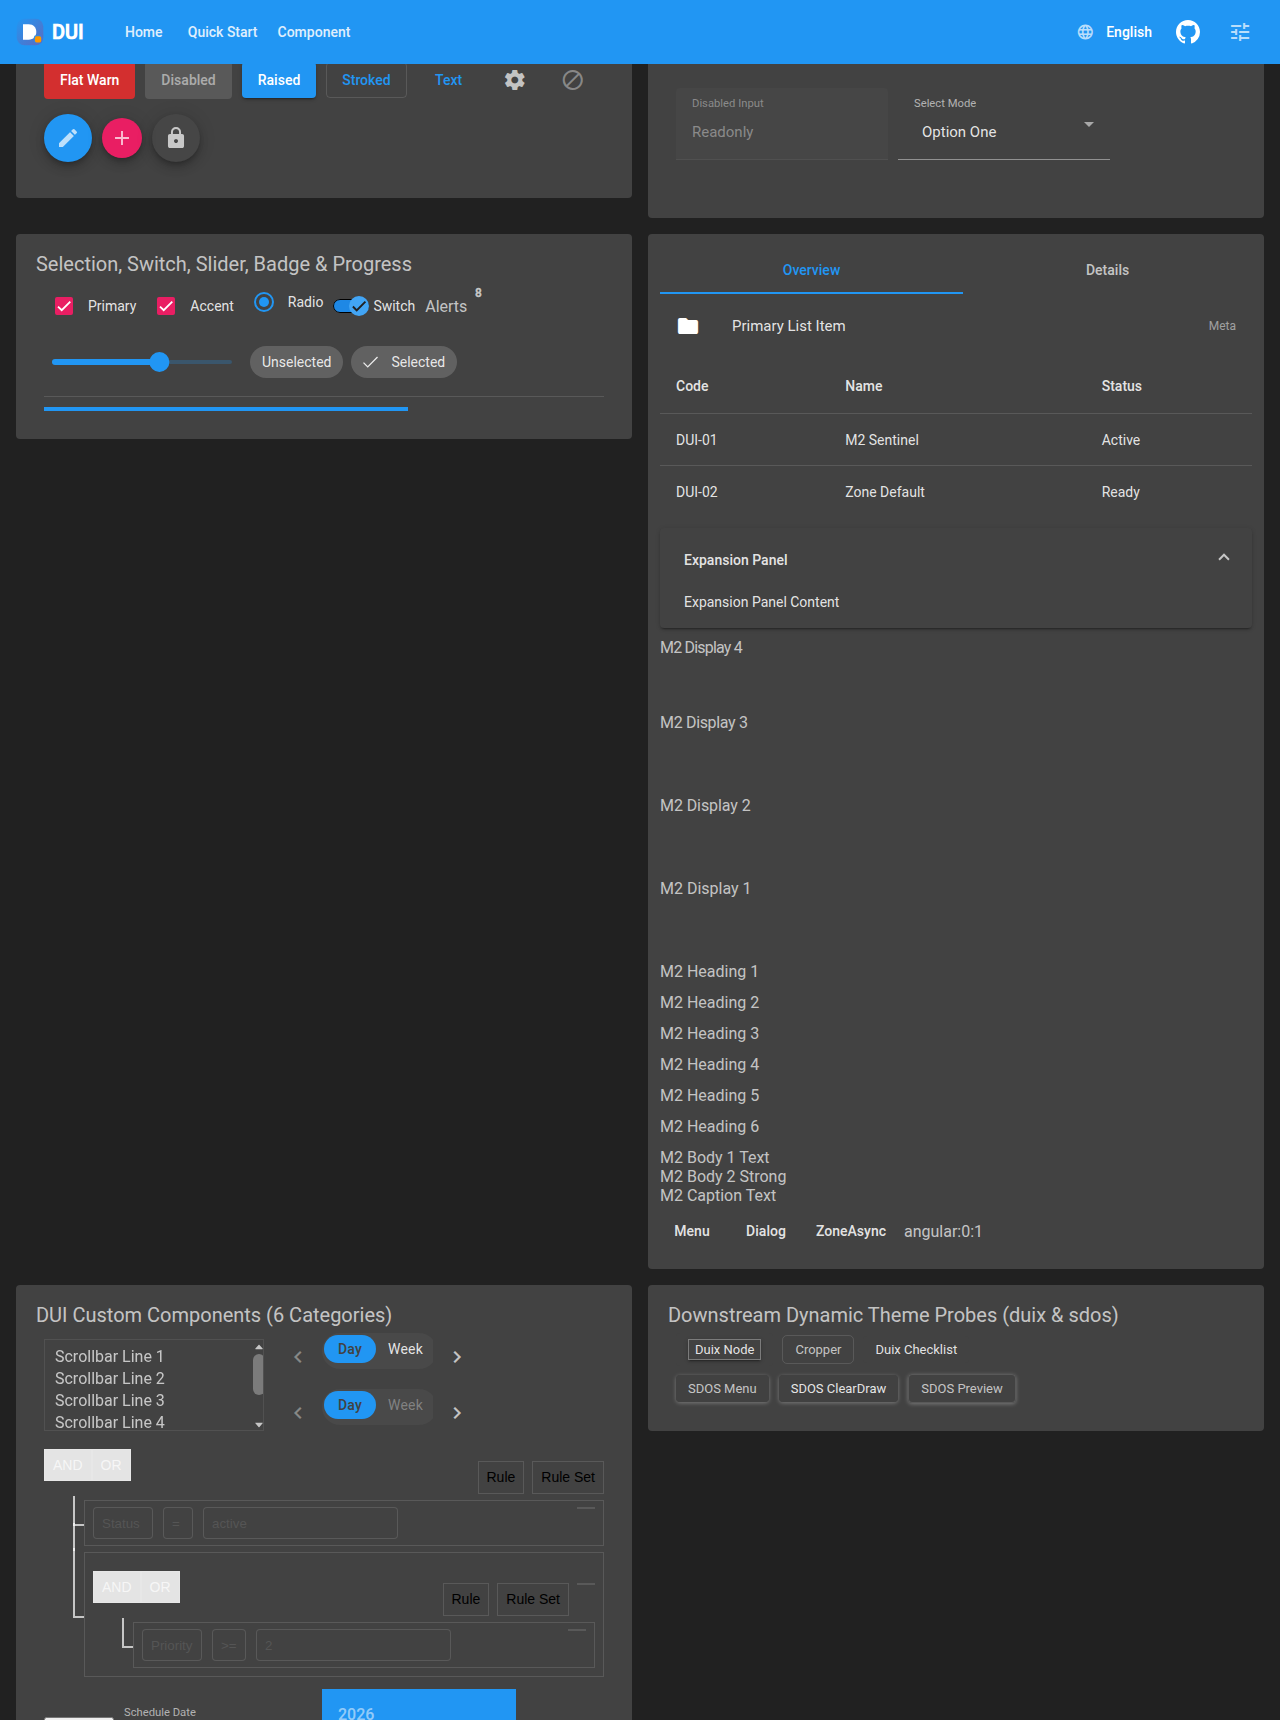 DUI
Home
Quick Start
Component
English
Flat Warn
Disabled
Raised
Stroked
Text
Disabled Input
Readonly
Select Mode
Option One
Selection, Switch, Slider, Badge & Progress
Primary
Accent
Radio
Switch
Alerts
8
Unselected
Selected
Overview
Details
Primary List Item
Meta
Code
Name
Status
DUI-01
M2 Sentinel
Active
DUI-02
Zone Default
Ready
Expansion Panel
Expansion Panel Content
M2 Display 4
M2 Display 3
M2 Display 2
M2 Display 1
M2 Heading 1
M2 Heading 2
M2 Heading 3
M2 Heading 4
M2 Heading 5
M2 Heading 6
M2 Body 1 Text
M2 Body 2 Strong
M2 Caption Text
Menu
Dialog
ZoneAsync
angular:0:1
DUI Custom Components (6 Categories)
Scrollbar Line 1
Scrollbar Line 2
Scrollbar Line 3
Scrollbar Line 4
Day
Week
Day
Week
AND
OR
Rule
Rule Set
Status
=
active
AND
OR
Rule
Rule Set
Priority
>=
2
Schedule Date
2026
Downstream Dynamic Theme Probes (duix & sdos)
Duix Node
Cropper
Duix Checklist
SDOS Menu
SDOS ClearDraw
SDOS Preview